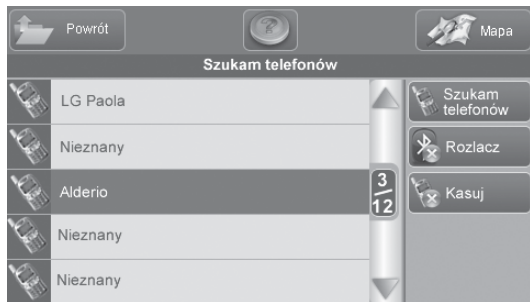 Powrót
?
Mapa
Szukam telefonów
LG Paola
Nieznany
Alderio
Nieznany
Nieznany
3
12
Szukam
telefonów
Rozlacz
Kasuj